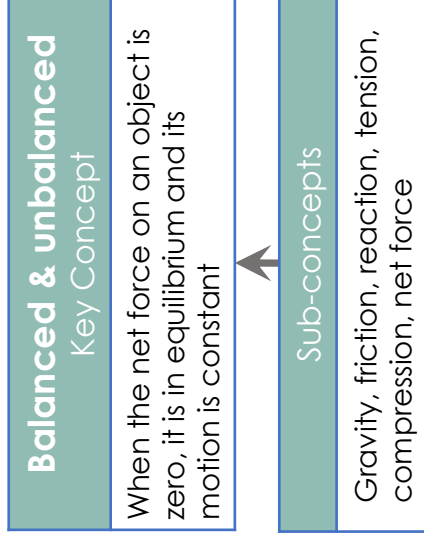 Balanced & unbalanced
Key Concept
When the net force on an object is
zero, it is in equilibrium and its
motion is constant
Sub-concepts
Gravity, friction, reaction, tension,
compression, net force